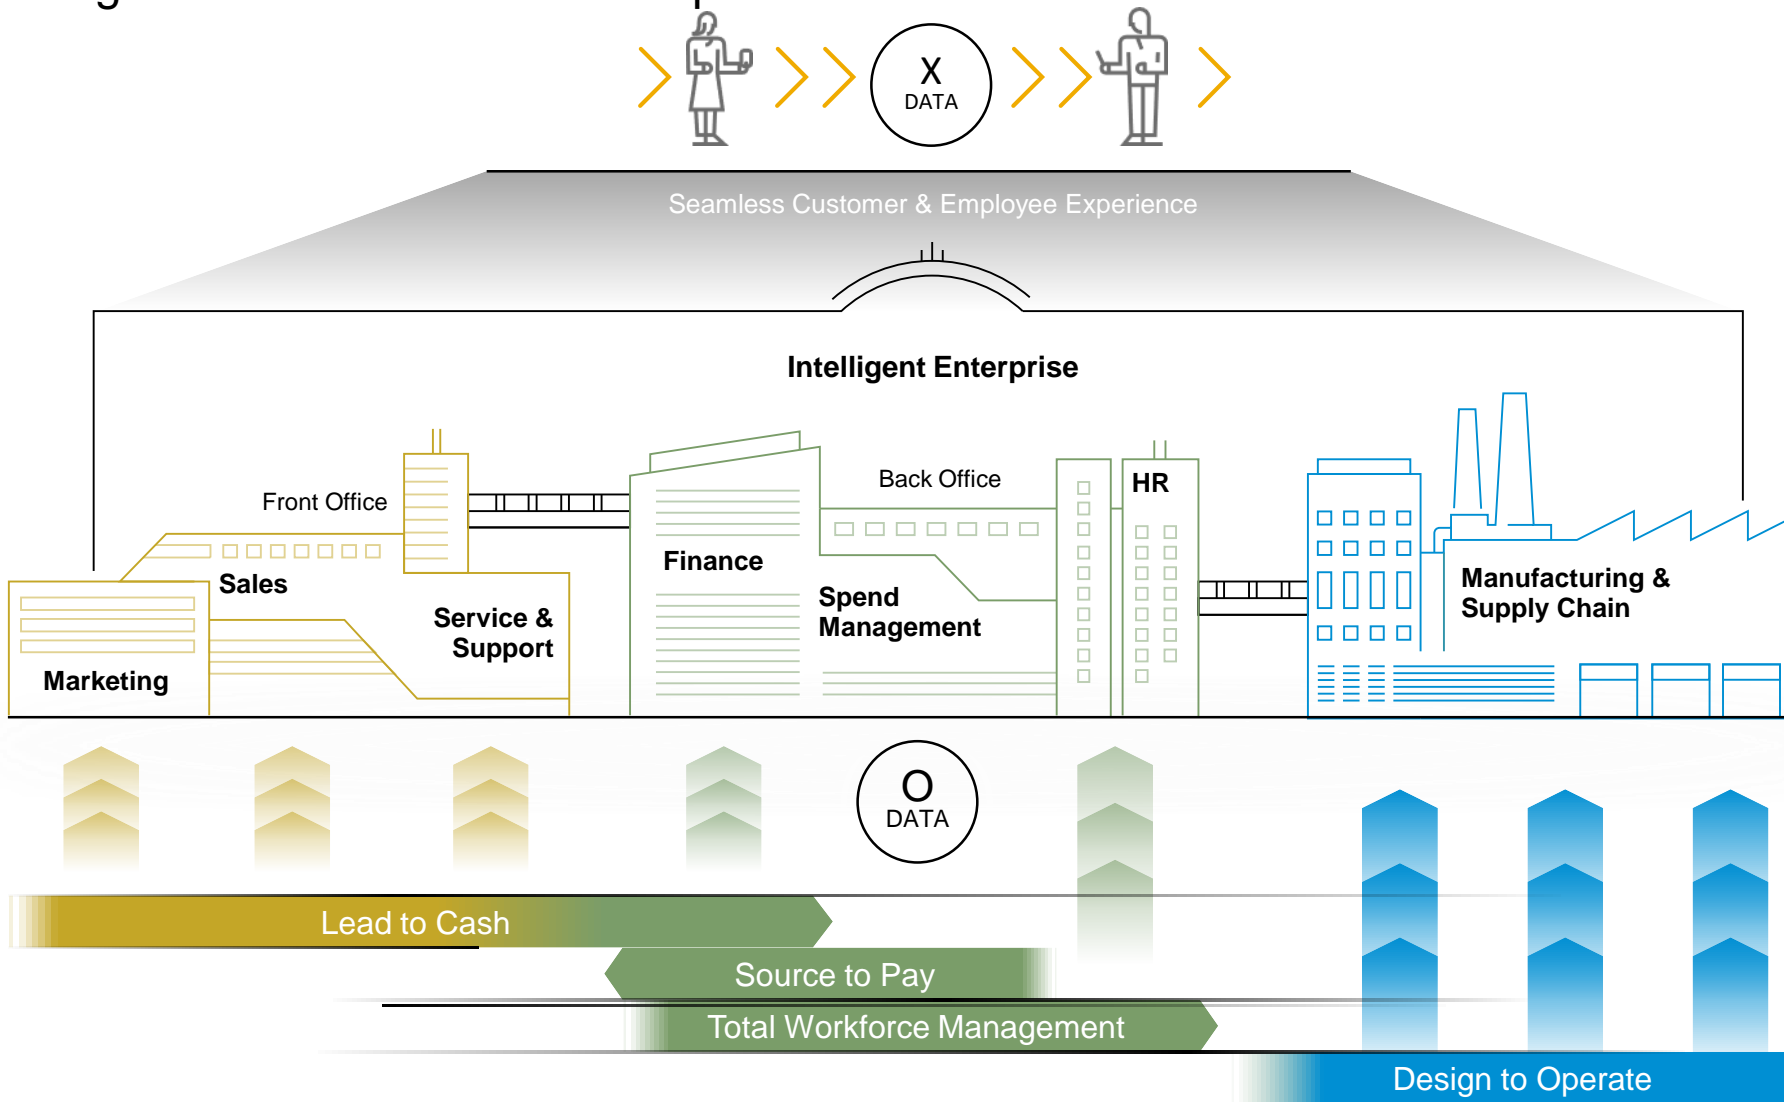 X
DATA
Seamless Customer & Employee Experience
Intelligent Enterprise
Front Office
Back Office
HR
Sales
Finance
Service &
Support
Spend
Management
Manufacturing &
Supply Chain
Marketing
O
DATA
Lead to Cash
Source to Pay
Total Workforce Management
Design to Operate